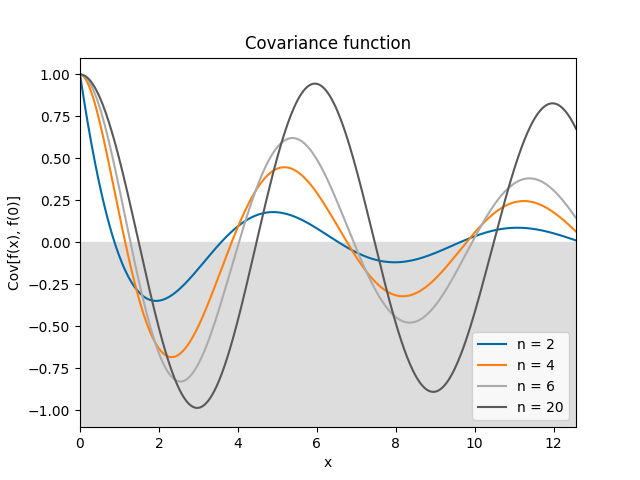 Covariance function
Cov[f(x), f(0)]
1.00
0.75
0.50
0.25
0.00
−0.25
−0.50
−0.75
−1.00
0 2 4 6 8 10 12
x
n = 2
n = 4
n = 6
n = 20